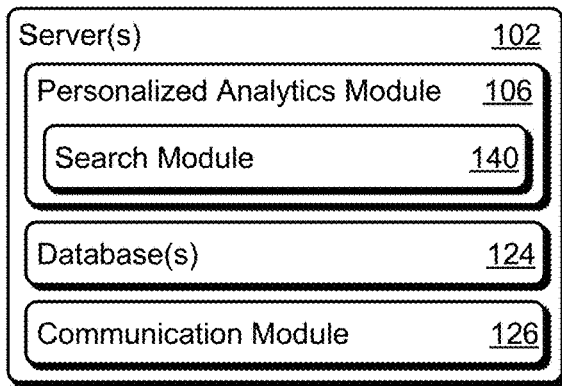 Server(s) 102
Personalized Analytics Module 106
Search Module 140
Database(s) 124
Communication Module 126